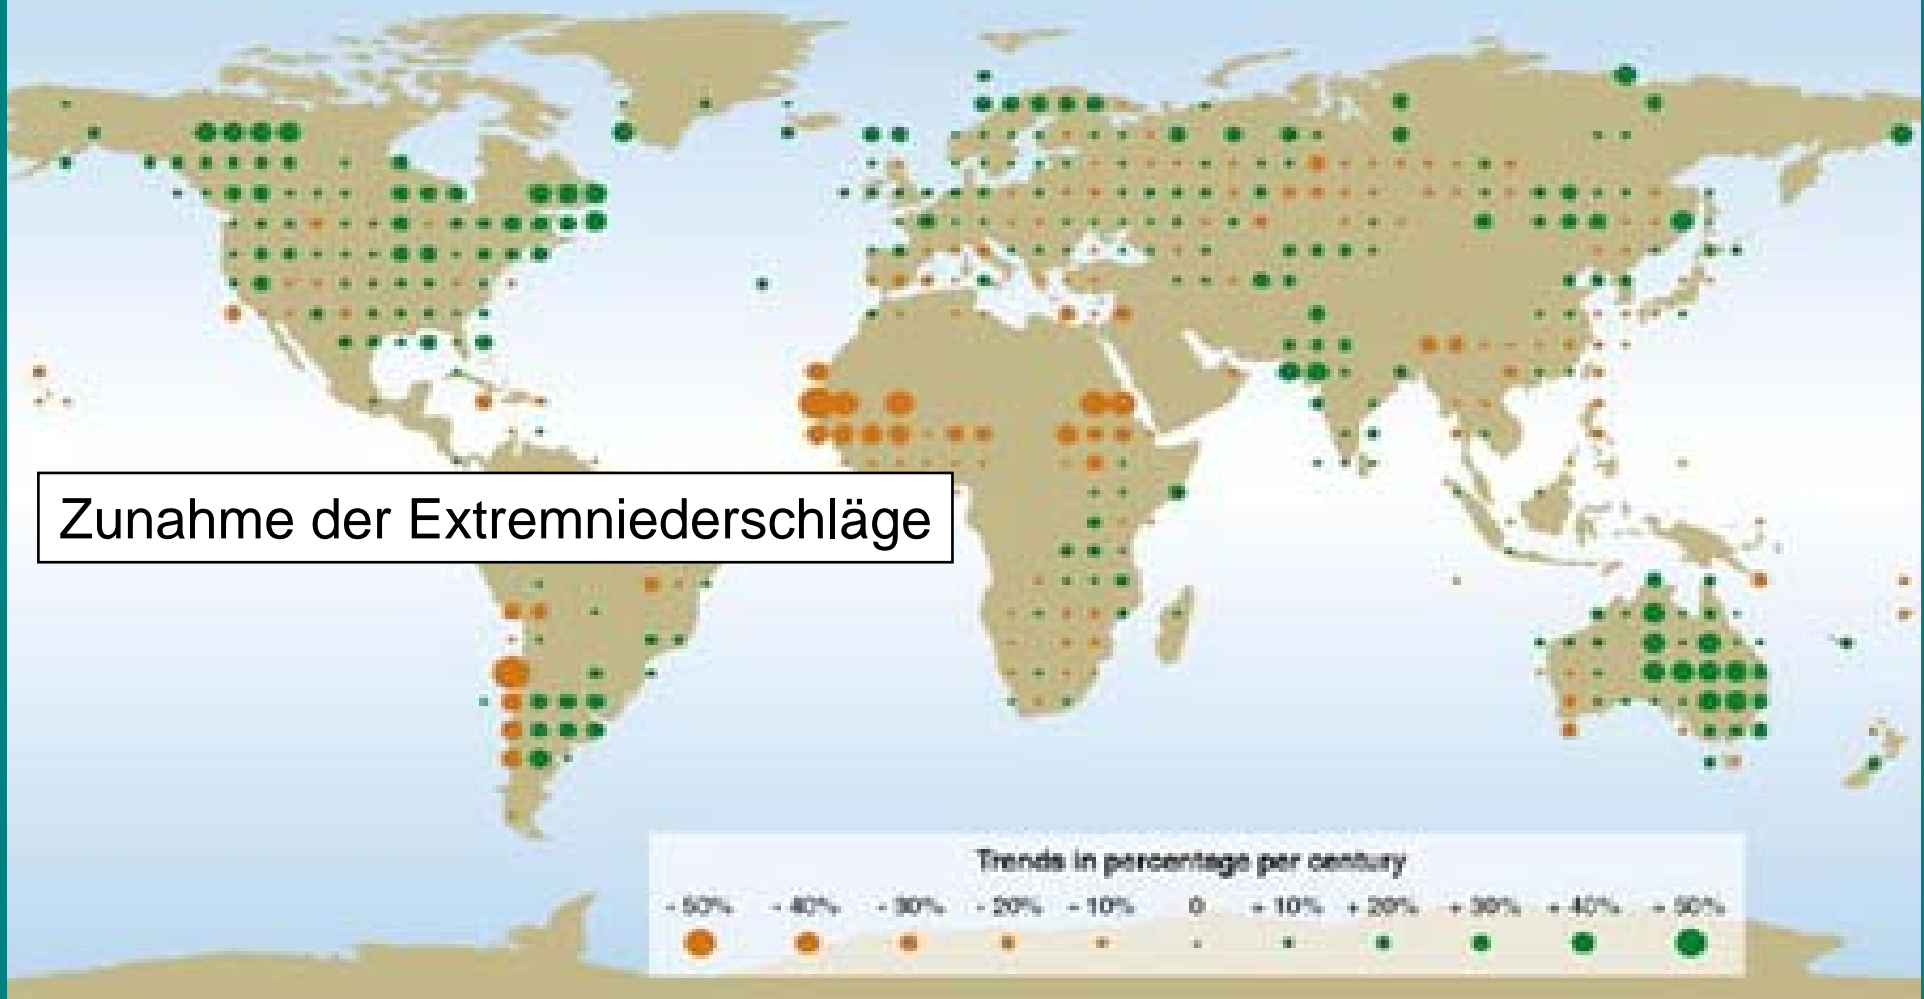 Zunahme der Extremniederschläge
Trends in percentage per century
- 50% - 40% - 30% - 20% - 10% 0 + 10% + 20% + 30% + 40% + 50%